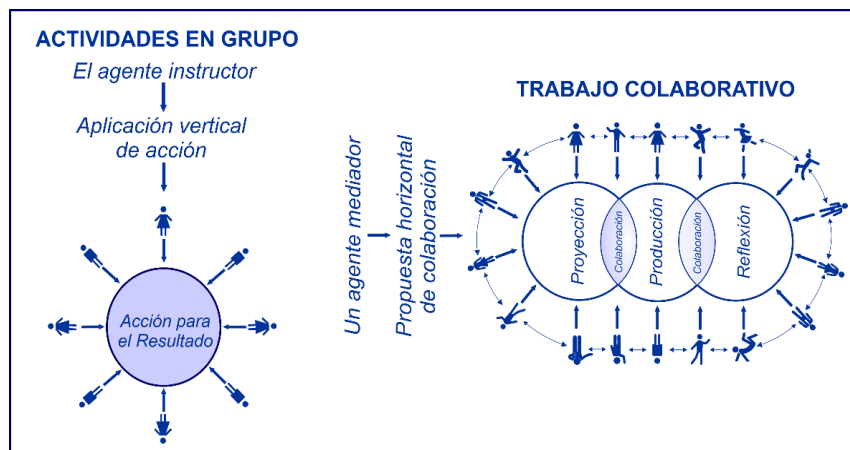 ACTIVIDADES EN GRUPO
El agente instructor
Aplicación vertical
de acción
Acción para
el Resultado
Un agente mediador
Propuesta horizontal
de colaboración
TRABAJO COLABORATIVO
Proyección
Colaboración
Producción
Colaboración
Reflexión